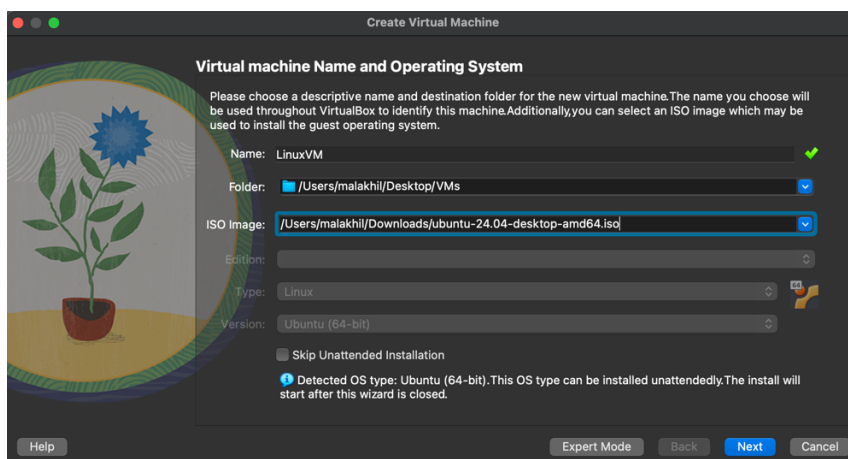 Create Virtual Machine
Virtual machine Name and Operating System
Please choose a descriptive name and destination folder for the new virtual machine.The name you choose will
be used throughout VirtualBox to identify this machine.Additionally,you can select an ISO image which may be
used to install the guest operating system.
Name: LinuxVM
Folder: /Users/malakhil/Desktop/VMs
ISO Image: /Users/malakhil/Downloads/ubuntu-24.04-desktop-amd64.iso
Edition:
Type: Linux
64
Version: Ubuntu (64-bit)
Skip Unattended Installation
Detected OS type: Ubuntu (64-bit).This OS type can be installed unattendedly.The install will
start after this wizard is closed.
Help Expert Mode Back Next Cancel